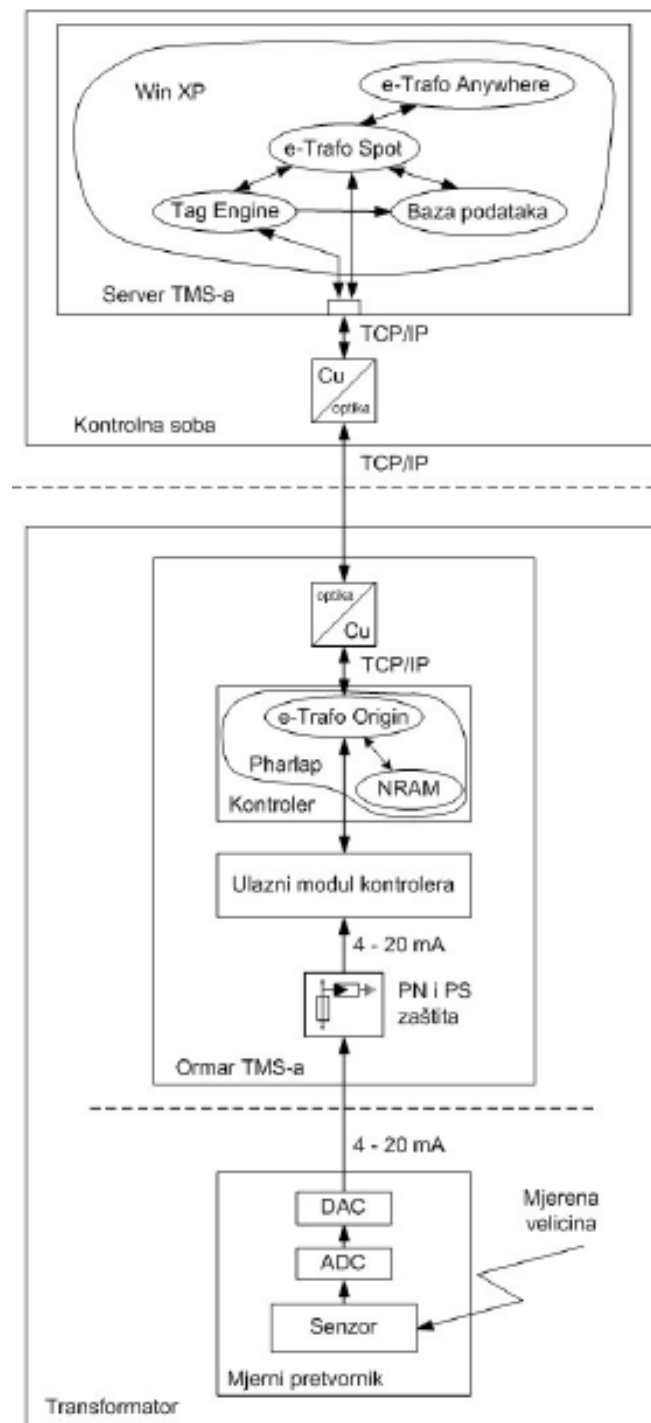 Win XP
e-Trafo Anywhere
e-Trafo Spot
Tag Engine
Baza podataka
Server TMS-a
TCP/IP
Cu
optika
Kontrolna soba
TCP/IP
optika
Cu
TCP/IP
e-Trafo Origin
Pharlap
NRAM
Kontroler
Ulazni modul kontrolera
4 - 20 mA
PN i PS
zaštita
Ormar TMS-a
4 - 20 mA
DAC
Mjerena
velicina
ADC
Senzor
Mjerni pretvornik
Transformator